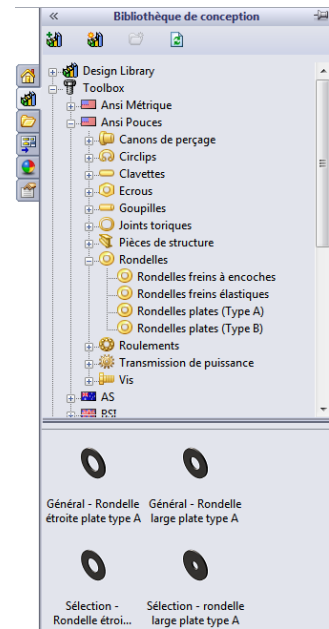 Bibliothèque de conception
Design Library
Toolbox
Ansi Métrique
Ansi Pouces
Canons de perçage
Circlips
Clavettes
Ecrous
Goupilles
Joints toriques
Pièces de structure
Rondelles
Rondelles freins à encoches
Rondelles freins élastiques
Rondelles plates (Type A)
Rondelles plates (Type B)
Roulements
Transmission de puissance
Vis
AS
BSI
Général - Rondelle
étroite plate type A
Général - Rondelle
large plate type A
Sélection -
Rondelle étroi...
Sélection - rondelle
large plate type A